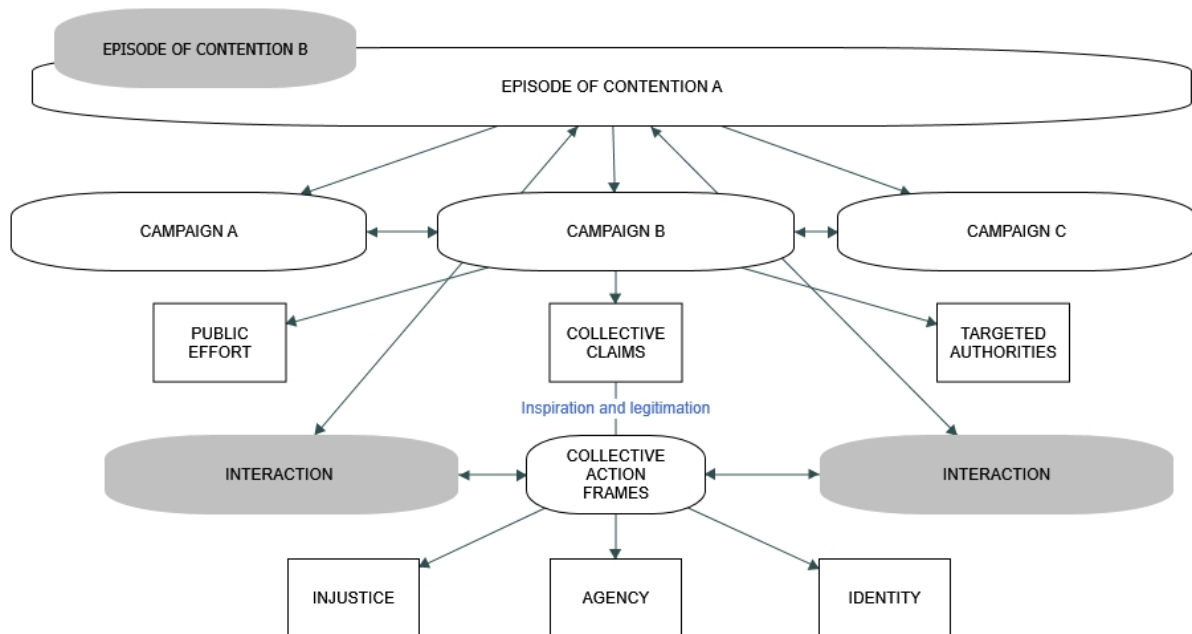 EPISODE OF CONTENTION B
EPISODE OF CONTENTION A
CAMPAIGN A
CAMPAIGN B
CAMPAIGN C
PUBLIC
EFFORT
COLLECTIVE
CLAIMS
TARGETED
AUTHORITIES
Inspiration and legitimation
INTERACTION
COLLECTIVE
ACTION
FRAMES
INTERACTION
INJUSTICE
AGENCY
IDENTITY